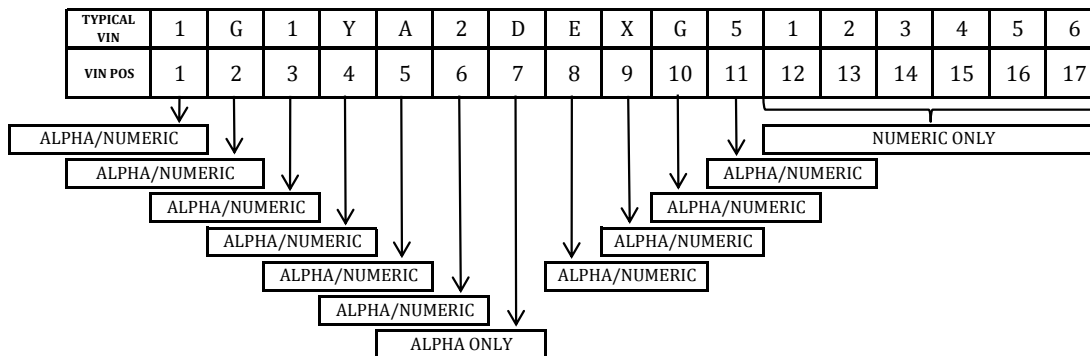 TYPICAL VIN 1 G 1 Y A 2 D E X G 5 1 2 3 4 5 6
VIN POS 1 2 3 4 5 6 7 8 9 10 11 12 13 14 15 16 17
ALPHA/NUMERIC NUMERIC ONLY
ALPHA/NUMERIC ALPHA/NUMERIC
ALPHA/NUMERIC ALPHA/NUMERIC
ALPHA/NUMERIC ALPHA/NUMERIC
ALPHA/NUMERIC ALPHA/NUMERIC
ALPHA/NUMERIC
ALPHA ONLY